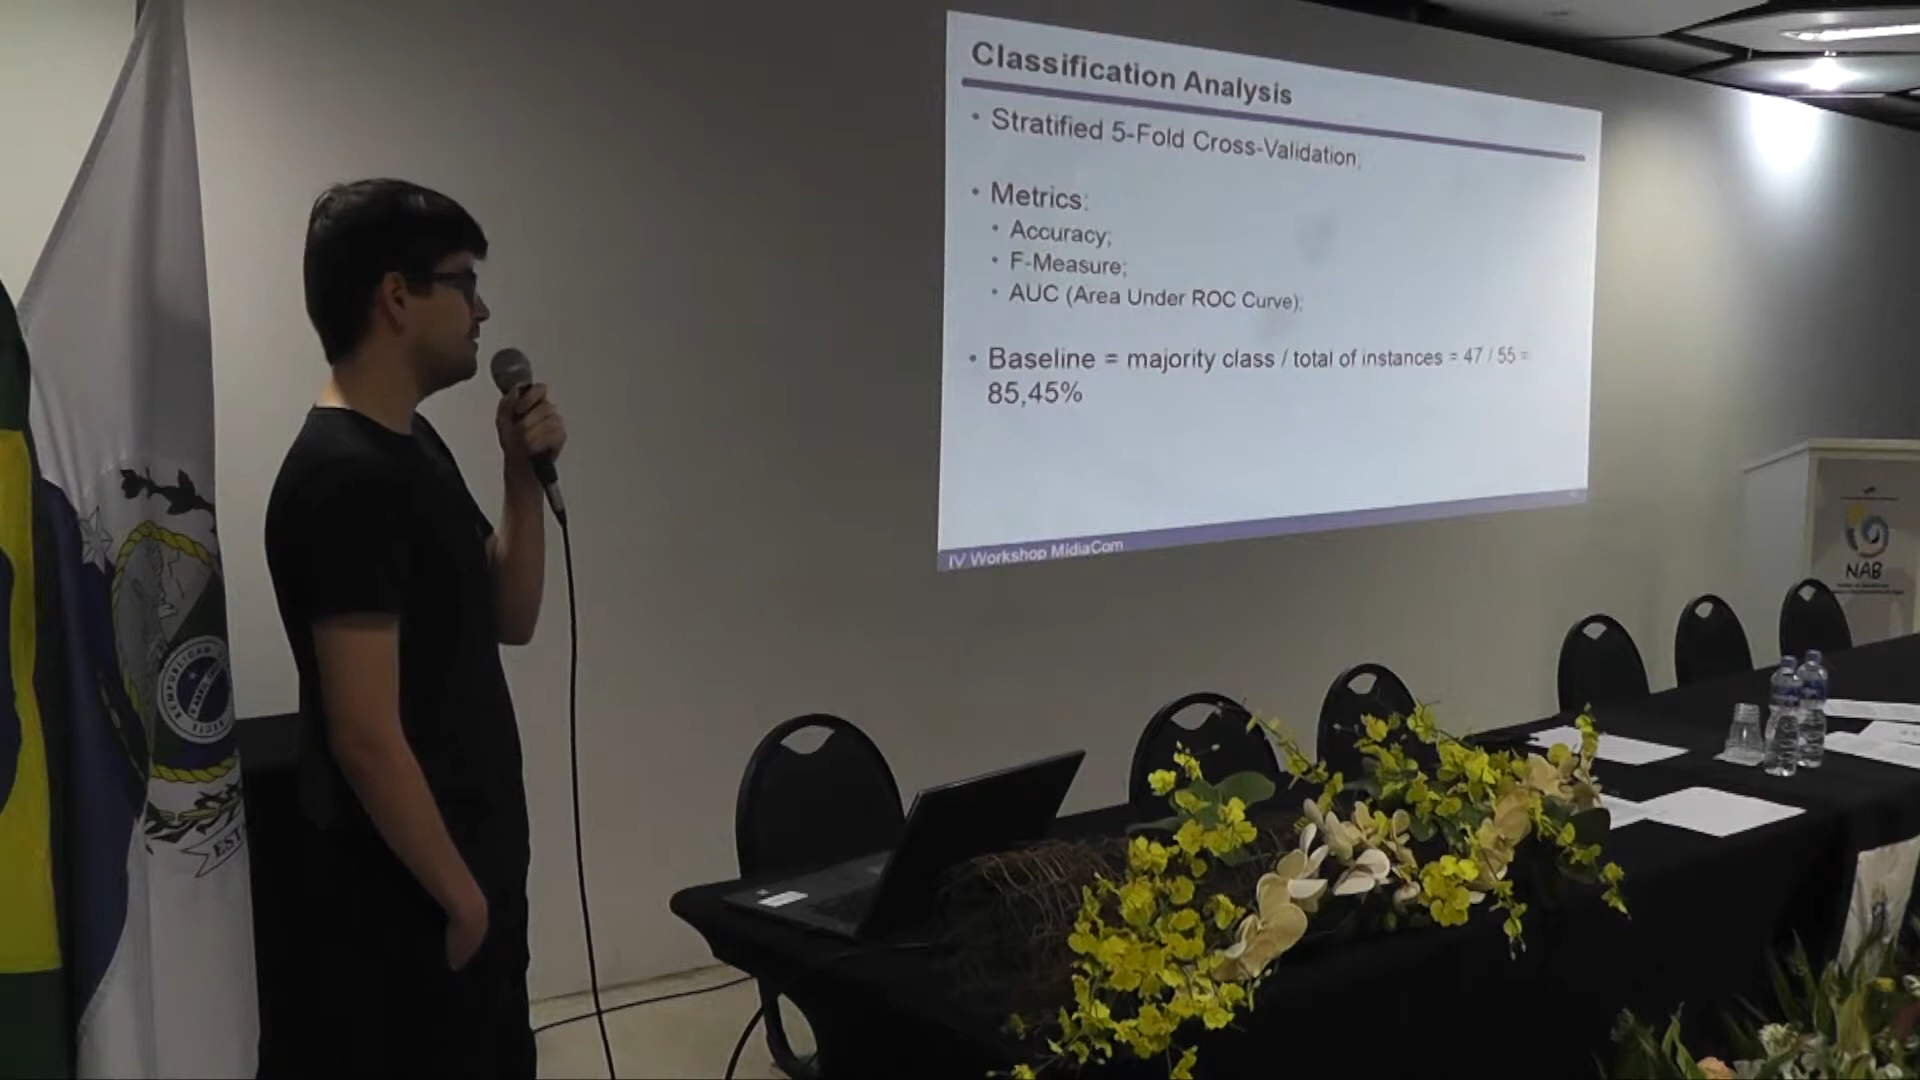 Classification Analysis
• Stratified 5-Fold Cross-Validation;
• Metrics:
• Accuracy;
• F-Measure;
• AUC (Area Under ROC Curve);
• Baseline = majority class / total of instances = 47 / 55 =
85,45%
IV Workshop MídiaCom
NAB